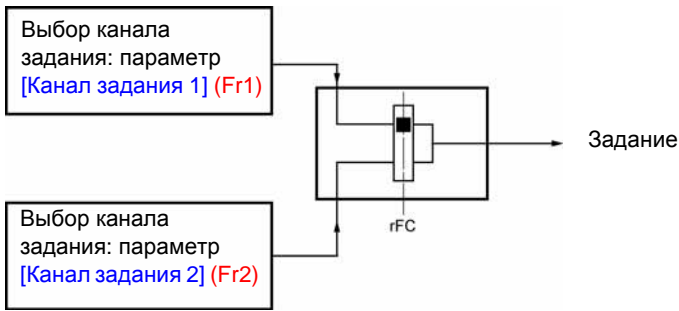 Выбор канала
задания: параметр
[Канал задания 1] (Fr1)
Задание
rFC
Выбор канала
задания: параметр
[Канал задания 2] (Fr2)